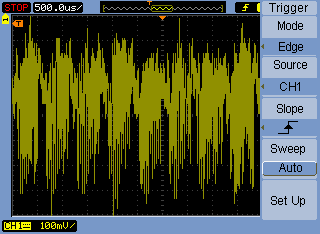 STOP 500.0us/ Trigger
T
Mode
Edge
Source
CH1
Slope
Sweep
Auto
Set Up
CH1 100mV/